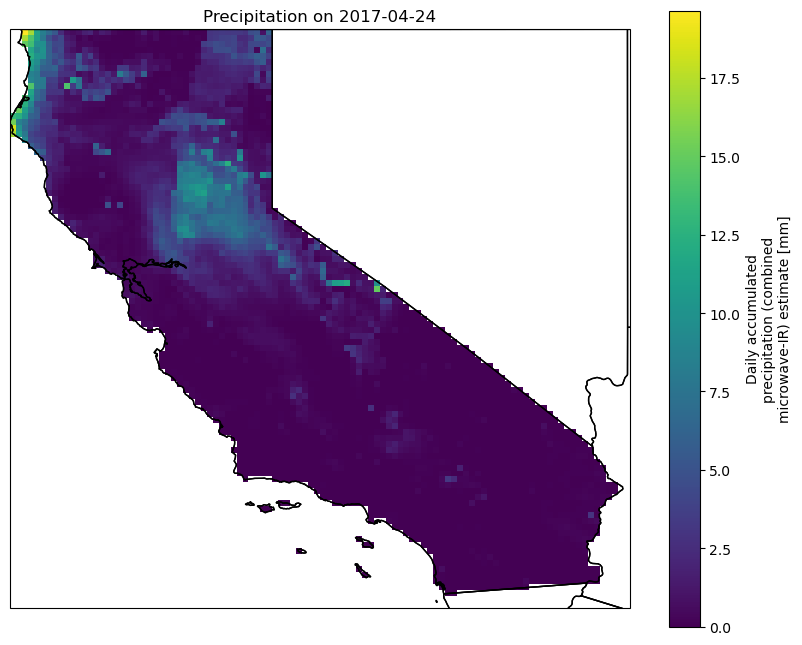 Precipitation on 2017-04-24
17.5
15.0
12.5
10.0
7.5
5.0
2.5
0.0
Daily accumulated
precipitation (combined
microwave-IR) estimate [mm]